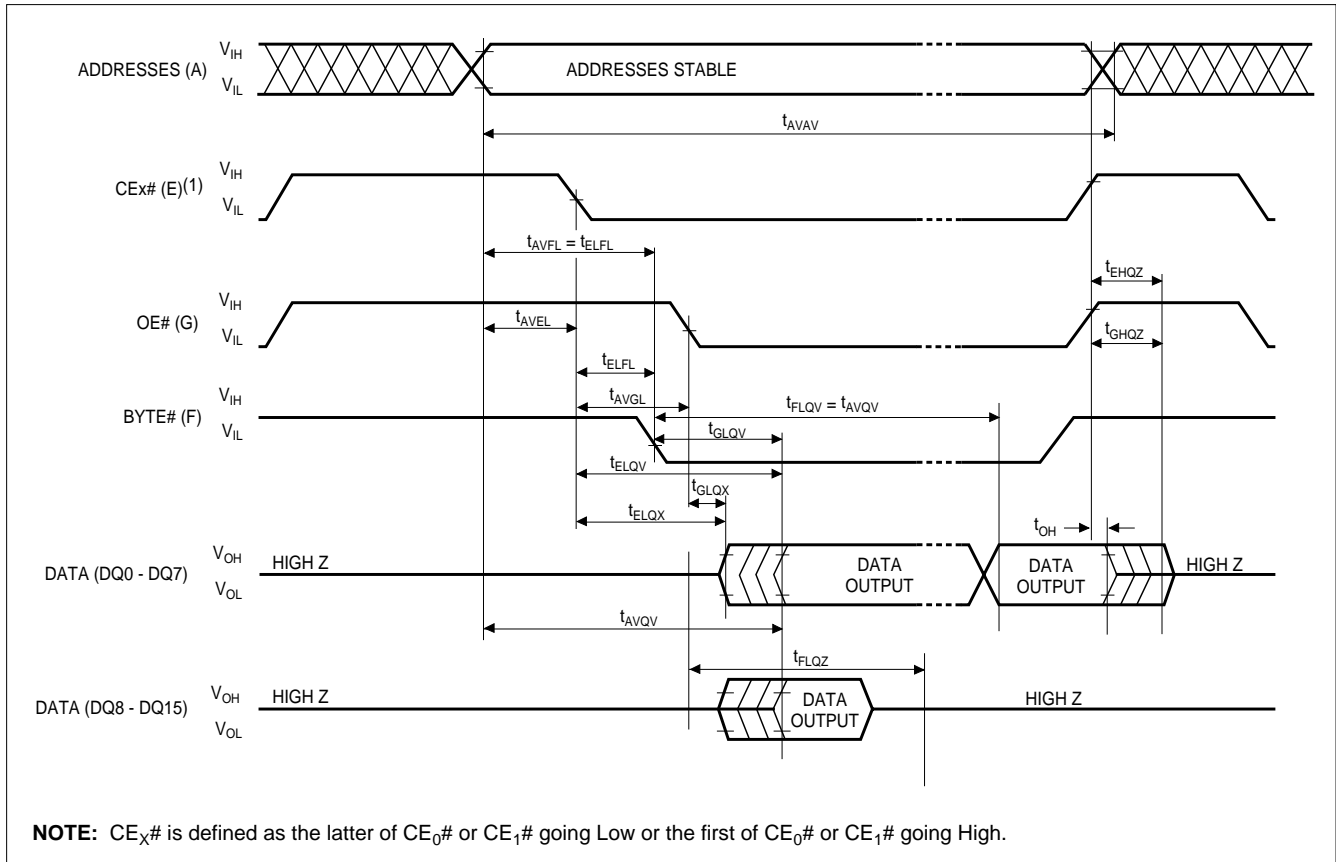 VIH
ADDRESSES (A)
VIL
ADDRESSES STABLE
tAVAV
VIH
CEx# (E)(1)
VIL
tAVFL = tELFL
tEHQZ
VIH
OE# (G)
VIL
tAVEL
tGHQZ
tELFL
VIH
BYTE# (F)
VIL
tAVGL
tFLQV = tAVQV
tGLQV
tELQV
tGLQX
tELQX
tOH
VOH
DATA (DQ0 - DQ7)
VOL
HIGH Z
DATA
OUTPUT
DATA
OUTPUT
HIGH Z
tAVQV
tFLQZ
VOH
DATA (DQ8 - DQ15)
VOL
HIGH Z
DATA
OUTPUT
HIGH Z
NOTE: CEX# is defined as the latter of CE0# or CE1# going Low or the first of CE0# or CE1# going High.